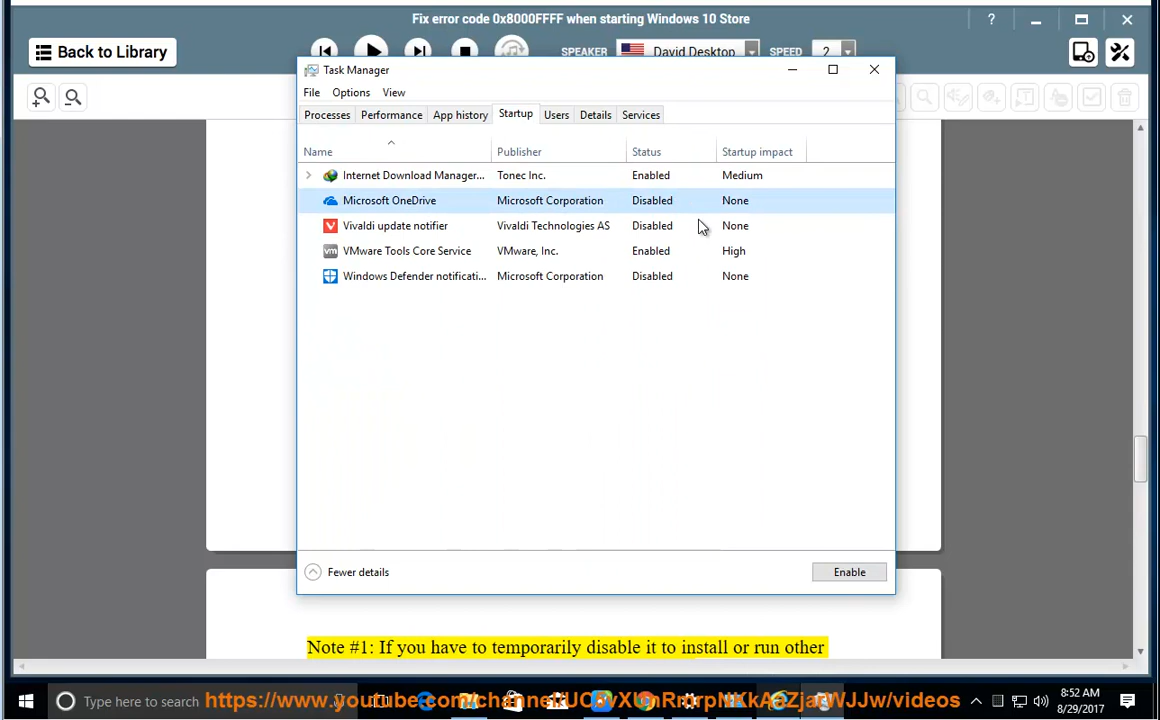 Fix error code 0x8000FFFF when starting Windows 10 Store
?
Back to Library
SPEAKER
David Desktop
SPEED
2
Task Manager
File Options View
Processes Performance App history Startup Users Details Services
Name Publisher Status Startup impact
Internet Download Manager... Tonec Inc. Enabled Medium
Microsoft OneDrive Microsoft Corporation Disabled None
Vivaldi update notifier Vivaldi Technologies AS Disabled None
vm VMware Tools Core Service VMware, Inc. Enabled High
Windows Defender notificati... Microsoft Corporation Disabled None
Fewer details
Enable
Note #1: If you have to temporarily disable it to install or run other
Type here to search
8:52 AM
8/29/2017